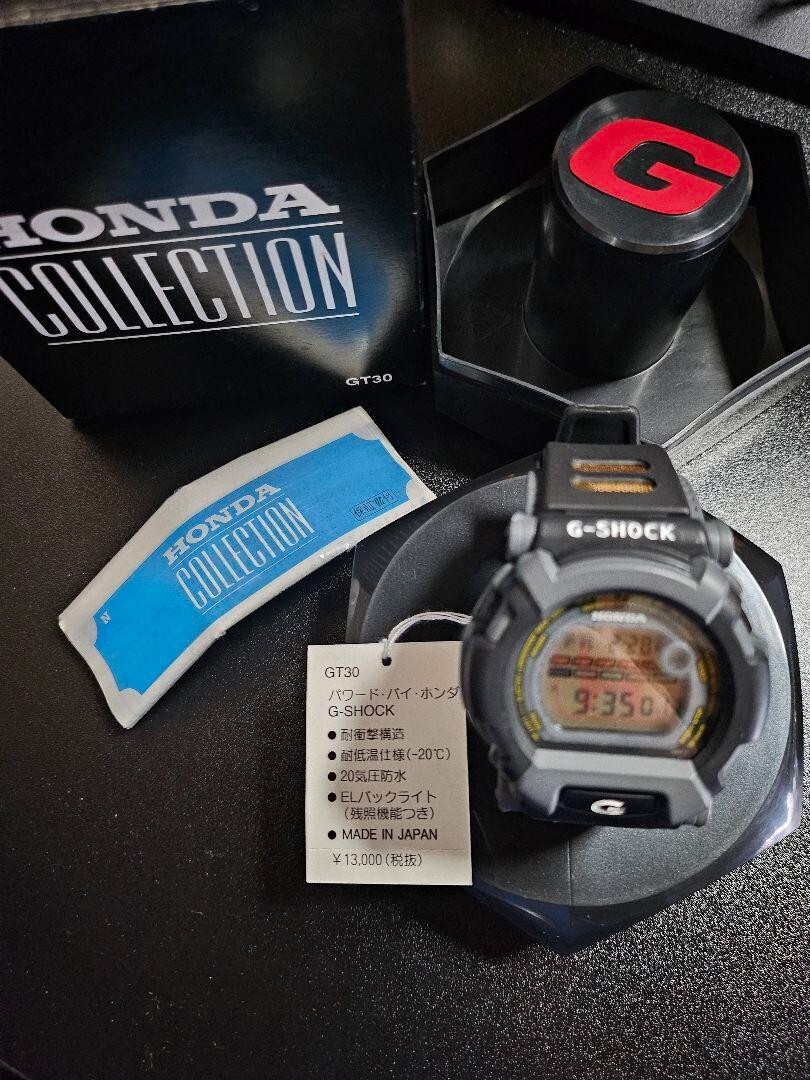 HONDA
COLLECTION
GT30
G
HONDA
COLLECTION
N
G-SHOCK
HONDA
9:35 01
G
GT30
パワード・バイ・ホンダ
G-SHOCK
● 耐衝撃構造
● 耐低温仕様(-20℃)
● 20気圧防水
● ELバックライト
(残照機能つき)
● MADE IN JAPAN
￥13,000(税抜)